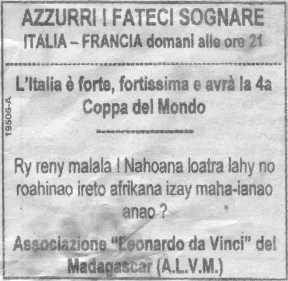 AZZURRI ! FATECI SOGNARE
ITALIA – FRANCIA domani alle ore 21
L'Italia è forte, fortissima e avrà la 4a
Coppa del Mondo
19506-A
Ry reny malala ! Nahoana loatra lahy no
roahinao ireto afrikana izay maha-ianao
anao ?
Associazione "Leonardo da Vinci" del
Madagascar (A.L.V.M.)